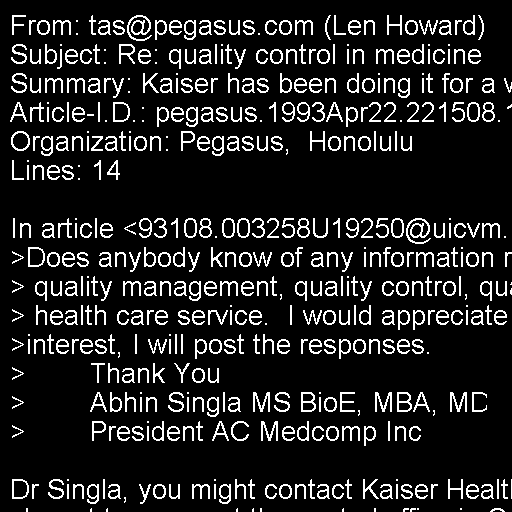 From: tas@pegasus.com (Len Howard)
Subject: Re: quality control in medicine
Summary: Kaiser has been doing it for a
Article-I.D.: pegasus.1993Apr22.221508.1
Organization: Pegasus,  Honolulu
Lines: 14

In article <93108.003258U19250@uicvm.
>Does anybody know of any information
> quality management, quality control,
> health care service.  I would appreciate
>interest, I will post the responses.
>         Thank You
>         Abhin Singla MS BioE, MBA, MD
>         President AC Medcomp Inc

Dr Singla, you might contact Kaiser Health